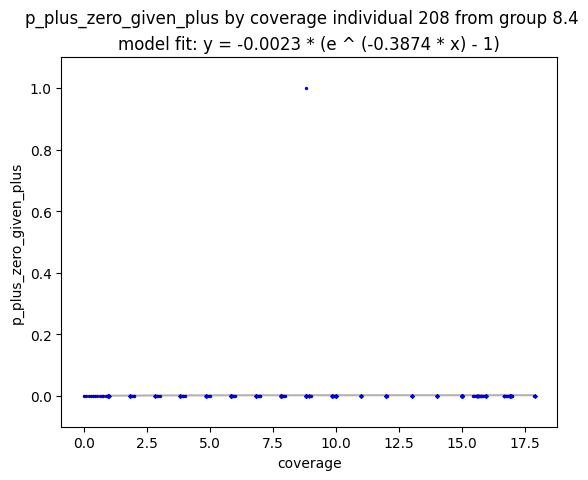 p_plus_zero_given_plus by coverage individual 208 from group 8.4
model fit: y = -0.0023 * (e ^ (-0.3874 * x) - 1)
1.0
0.8
0.6
0.4
0.2
0.0
p_plus_zero_given_plus
0.0 2.5 5.0 7.5 10.0 12.5 15.0 17.5
coverage